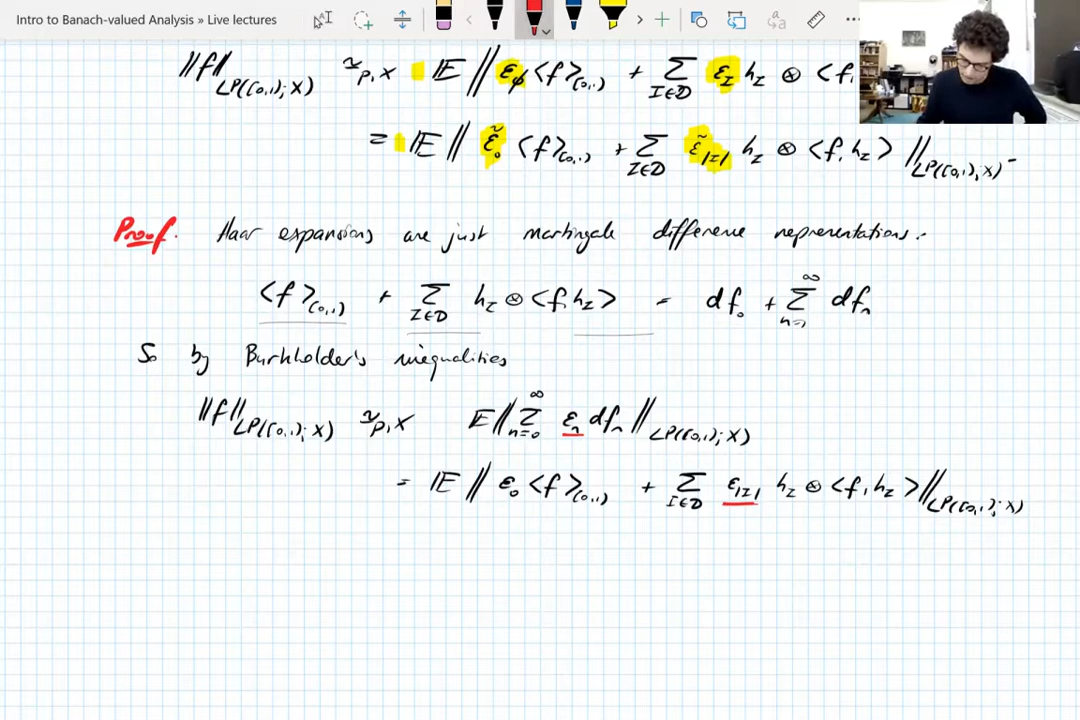 Intro to Banach-valued Analysis » Live lectures
‖f‖_{L^p([0,1);X)} ≂_{p,X} 𝔼‖ε_∅ <f>_{[0,1)} + Σ_{I∈D} ε_I h_I ⊗ <f,
= 𝔼‖ε̃_0 <f>_{[0,1)} + Σ_{I∈D} ε̃_{|I|} h_I ⊗ <f, h_I>‖_{L^p([0,1);X)}.
Proof. Haar expansions are just martingale difference representations:
<f>_{[0,1)} + Σ_{I∈D} h_I ⊗ <f, h_I> = df_0 + Σ_{n=1}^∞ df_n
So by Burkholder's inequalities
‖f‖_{L^p([0,1);X)} ≂_{p,X} 𝔼‖Σ_{n=0}^∞ ε_n df_n‖_{L^p([0,1);X)}
= 𝔼‖ε_0 <f>_{[0,1)} + Σ_{I∈D} ε_{|I|} h_I ⊗ <f, h_I>‖_{L^p([0,1);X)}